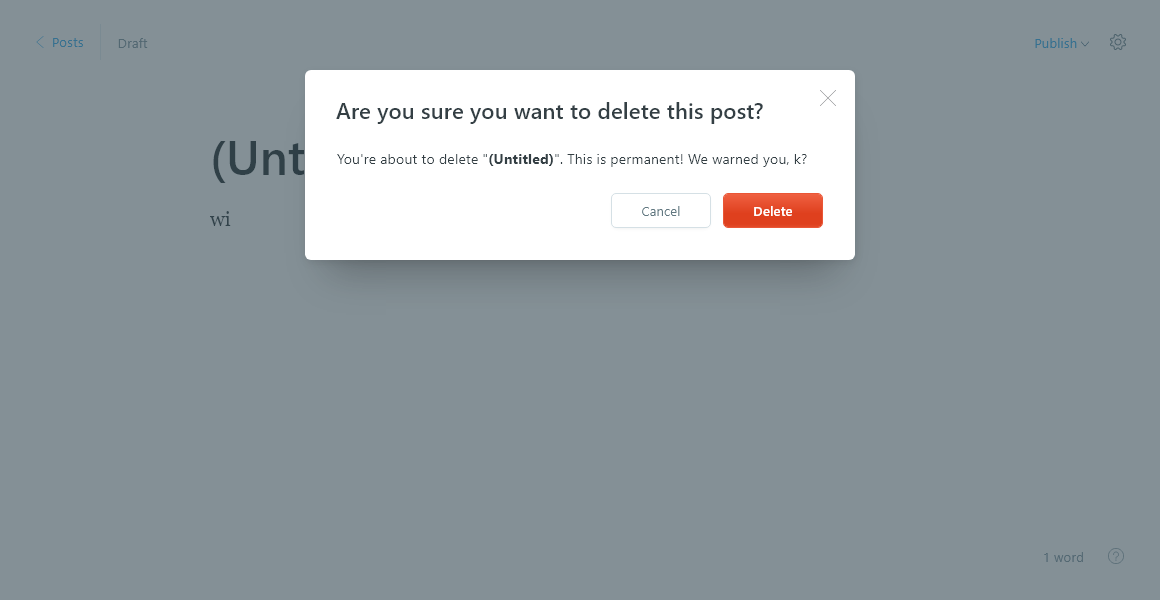 Posts
Draft
Publish
Are you sure you want to delete this post?
You're about to delete "(Untitled)". This is permanent! We warned you, k?
Cancel
Delete
(Unt
wi
1 word
?